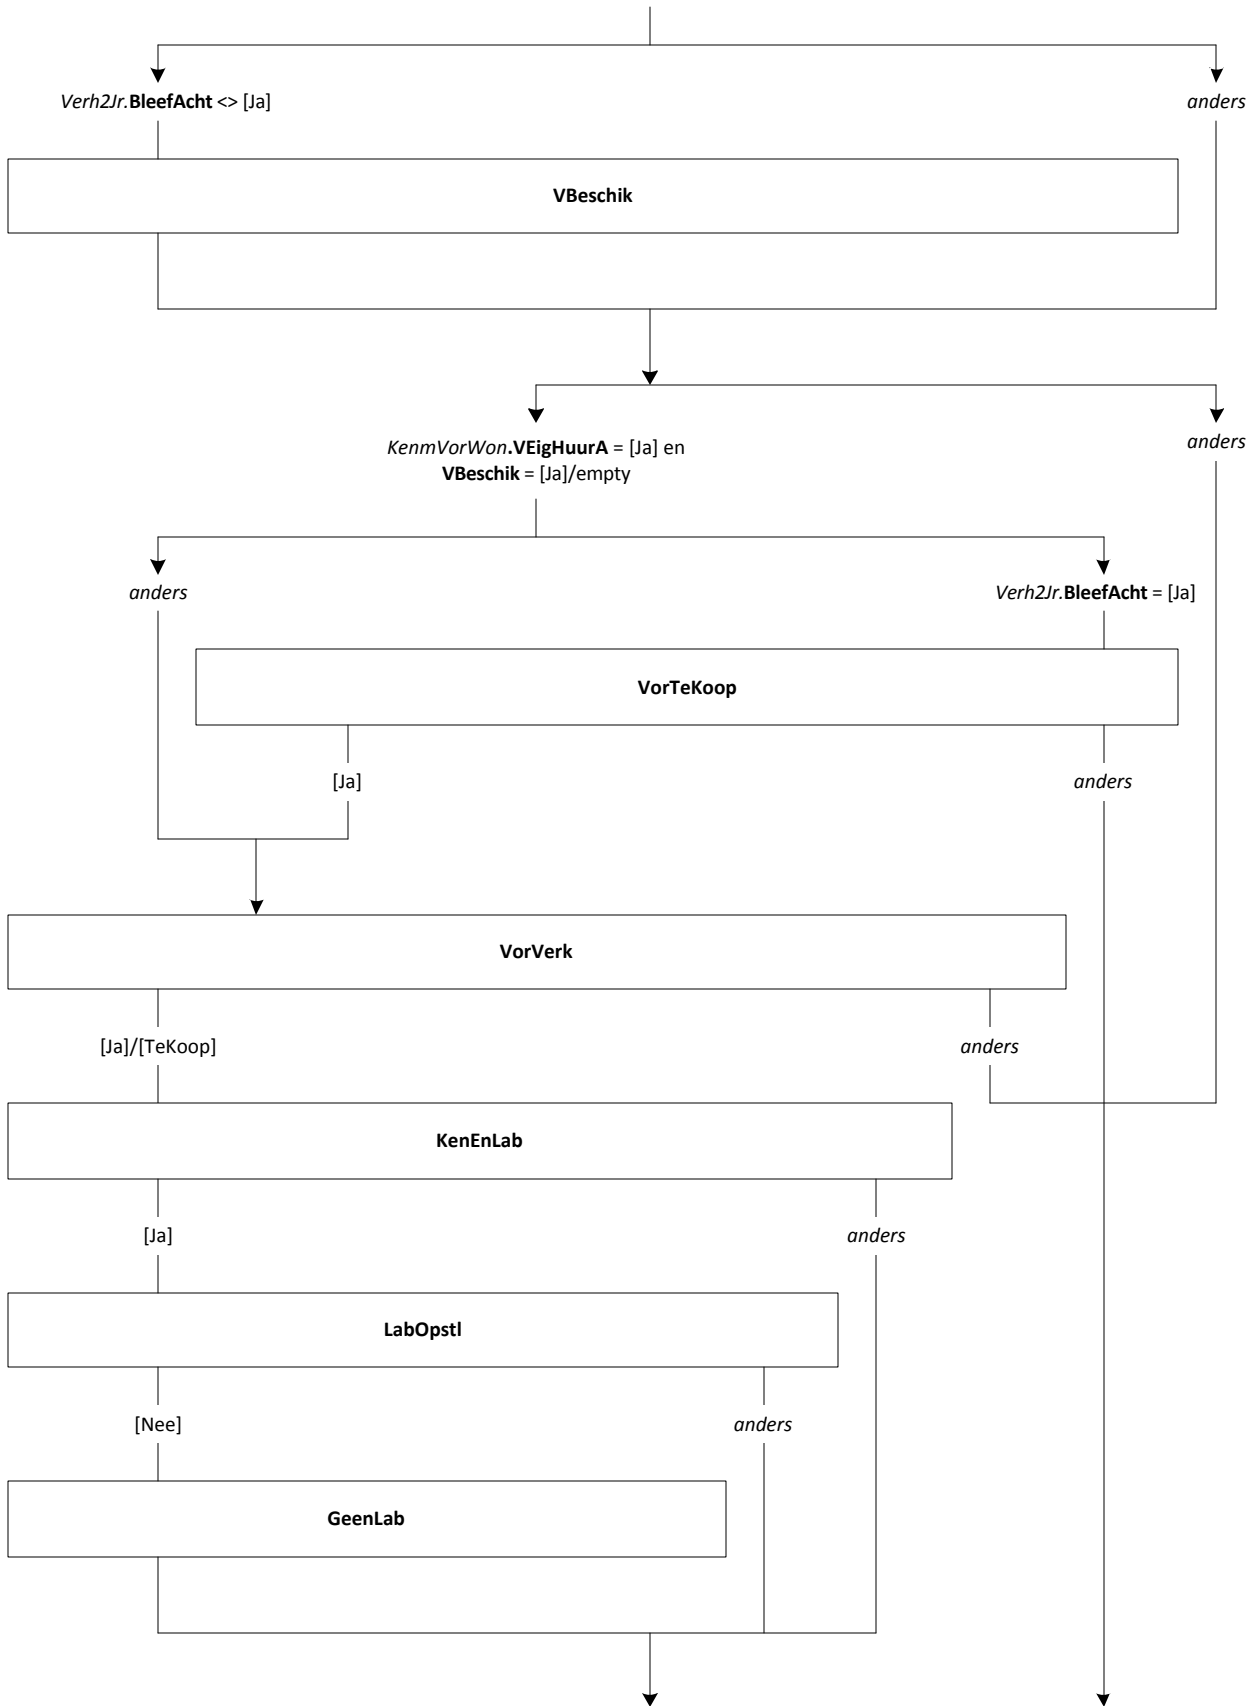 Verh2Jr.BleefAcht <> [Ja]
anders
VBeschik
KenmVorWon.VEigHuurA = [Ja] en
VBeschik = [Ja]/empty
anders
anders
Verh2Jr.BleefAcht = [Ja]
VorTeKoop
[Ja]
anders
VorVerk
[Ja]/[TeKoop]
anders
KenEnLab
[Ja]
anders
LabOpstl
[Nee]
anders
GeenLab